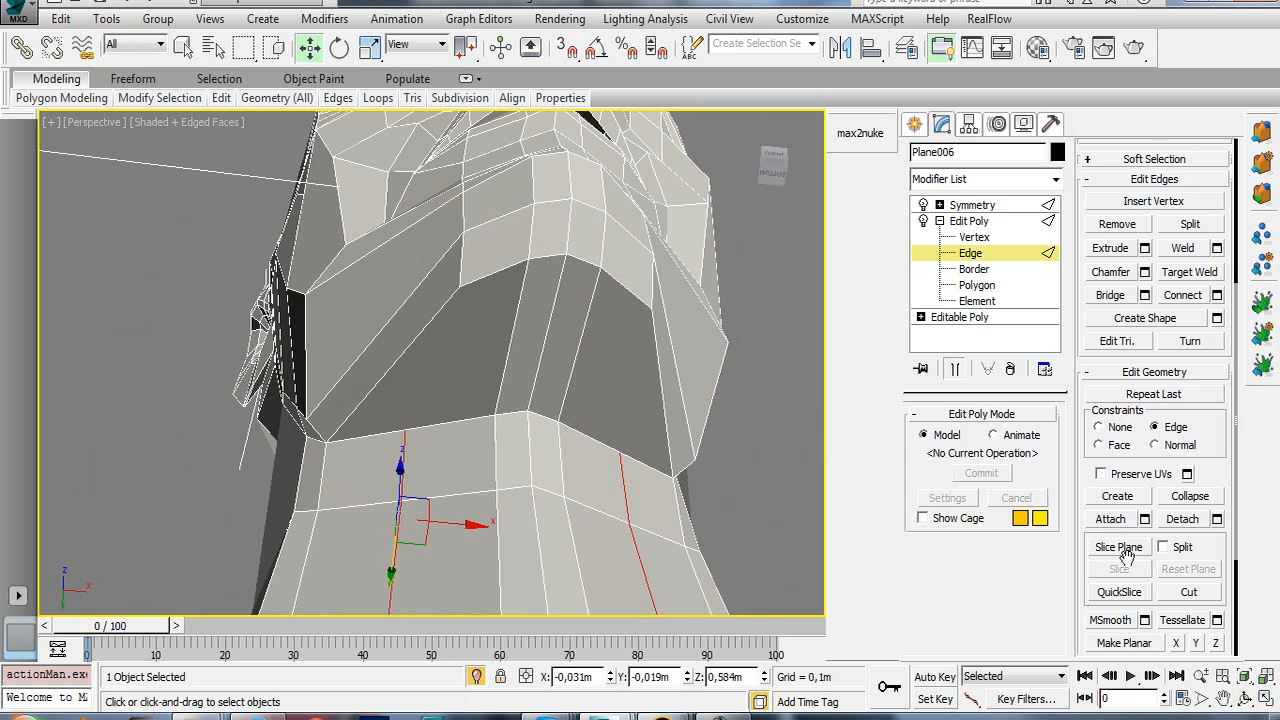 MXD
Edit Tools Group Views Create Modifiers Animation Graph Editors Rendering Lighting Analysis Civil View Customize MAXScript Help RealFlow
All View 3 ABC Create Selection Se
Modeling Freeform Selection Object Paint Populate
Polygon Modeling Modify Selection Edit Geometry (All) Edges Loops Tris Subdivision Align Properties
[+] [Perspective] [Shaded + Edged Faces]
BOTTOM
z
x
z
x
max2nuke
Plane006
Modifier List
Symmetry
Edit Poly
Vertex
Edge
Border
Polygon
Element
Editable Poly
Edit Poly Mode
Model Animate
<No Current Operation>
Commit
Settings Cancel
Show Cage
Soft Selection
Edit Edges
Insert Vertex
Remove Split
Extrude Weld
Chamfer Target Weld
Bridge Connect
Create Shape
Edit Tri. Turn
Edit Geometry
Repeat Last
Constraints
None Edge
Face Normal
Preserve UVs
Create Collapse
Attach Detach
Slice Plane Split
Slice Reset Plane
QuickSlice Cut
MSmooth Tessellate
Make Planar X Y Z
< 0 / 100 >
0 10 20 30 40 50 60 70 80 90 100
actionMan.ex
Welcome to M
1 Object Selected
Click or click-and-drag to select objects
X: -0,031m Y: -0,019m Z: 0,584m Grid = 0,1m
Add Time Tag
Auto Key Selected
Set Key Key Filters...
0